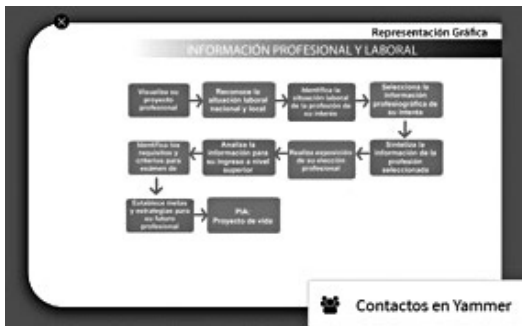 Representación Gráfica
INFORMACIÓN PROFESIONAL Y LABORAL
Visualiza su
proyecto
profesional
Reconoce la
situación laboral
nacional y local
Identifica la
situación laboral
de la profesión de
su interés
Selecciona la
información
profesiográfica de
su interés
Sintetiza la
información de la
profesión
seleccionada
Realiza exposición
de su elección
profesional
Analiza la
información para
su ingreso a nivel
superior
Identifica los
requisitos y
criterios para
exámen de
Establece metas
y estrategias para
su futuro
profesional
PIA:
Proyecto de vida
Contactos en Yammer